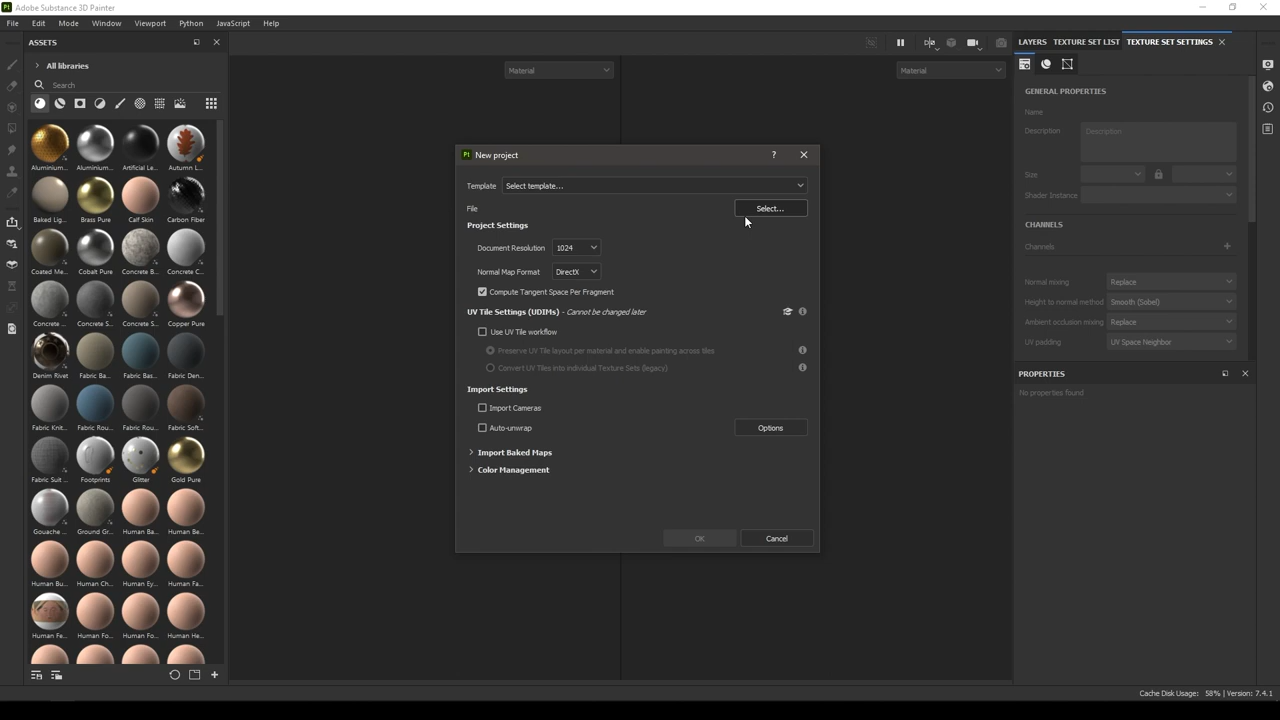 Adobe Substance 3D Painter
File Edit Mode Window Viewport Python JavaScript Help
ASSETS
All libraries
Search
Aluminium... Aluminium... Artificial Le... Autumn L...
Baked Lig... Brass Pure Calf Skin Carbon Fiber
Coated Me... Cobalt Pure Concrete B... Concrete C...
Concrete ... Concrete S... Concrete S... Copper Pure
Denim Rivet Fabric Ba... Fabric Bas... Fabric Den...
Fabric Knit... Fabric Rou... Fabric Rou... Fabric Soft...
Fabric Suit ... Footprints Glitter Gold Pure
Gouache ... Ground Gr... Human Ba... Human Be...
Human Bu... Human Ch... Human Ey... Human Fa...
Human Fe... Human Fo... Human Fo... Human He...
Material
Material
Pt New project ?
Template Select template...
File Select...
Project Settings
Document Resolution 1024
Normal Map Format DirectX
Compute Tangent Space Per Fragment
UV Tile Settings (UDIMs) - Cannot be changed later
Use UV Tile workflow
Preserve UV Tile layout per material and enable painting across tiles
Convert UV Tiles into individual Texture Sets (legacy)
Import Settings
Import Cameras
Auto-unwrap Options
Import Baked Maps
Color Management
OK Cancel
LAYERS TEXTURE SET LIST TEXTURE SET SETTINGS
GENERAL PROPERTIES
Name
Description Description
Size
Shader Instance
CHANNELS
Channels
Normal mixing Replace
Height to normal method Smooth (Sobel)
Ambient occlusion mixing Replace
UV padding UV Space Neighbor
PROPERTIES
No properties found
Cache Disk Usage: 58% | Version: 7.4.1